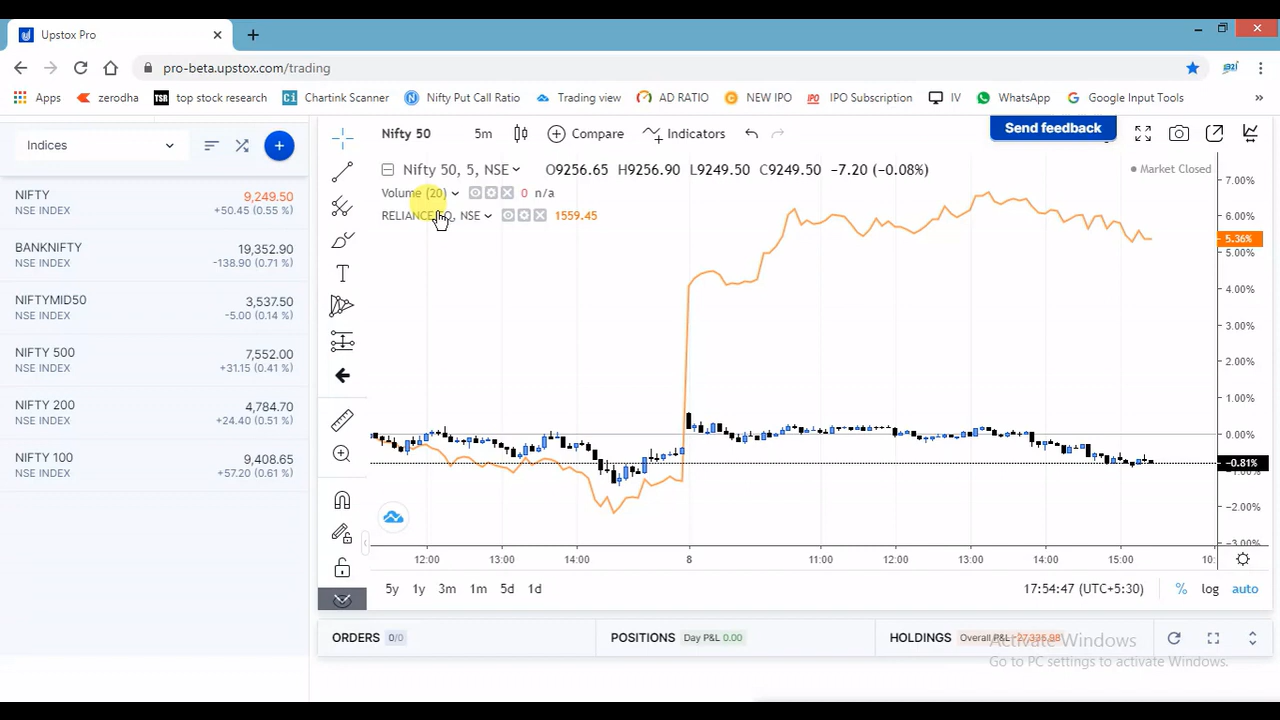 Upstox Pro
pro-beta.upstox.com/trading
Apps zerodha TSR top stock research Ci Chartink Scanner Nifty Put Call Ratio Trading view AD RATIO NEW IPO IPO IPO Subscription IV WhatsApp Google Input Tools »
Indices
NIFTY 9,249.50
NSE INDEX +50.45 (0.55 %)
BANKNIFTY 19,352.90
NSE INDEX -138.90 (0.71 %)
NIFTYMID50 3,537.50
NSE INDEX -5.00 (0.14 %)
NIFTY 500 7,552.00
NSE INDEX +31.15 (0.41 %)
NIFTY 200 4,784.70
NSE INDEX +24.40 (0.51 %)
NIFTY 100 9,408.65
NSE INDEX +57.20 (0.61 %)
Nifty 50 5m Compare Indicators
Send feedback
Nifty 50, 5, NSE O9256.65 H9256.90 L9249.50 C9249.50 −7.20 (−0.08%)
Market Closed
Volume (20) 0 n/a
NSE 1559.45
7.00%
6.00%
5.36%
5.00%
4.00%
3.00%
2.00%
1.00%
0.00%
−0.81%
−2.00%
−3.00%
12:00 13:00 14:00 8 11:00 12:00 13:00 14:00 15:00 10:
5y 1y 3m 1m 5d 1d
17:54:47 (UTC+5:30) % log auto
ORDERS 0/0 POSITIONS Day P&L 0.00 HOLDINGS Overall P&L
Activate Windows
Go to PC settings to activate Windows.